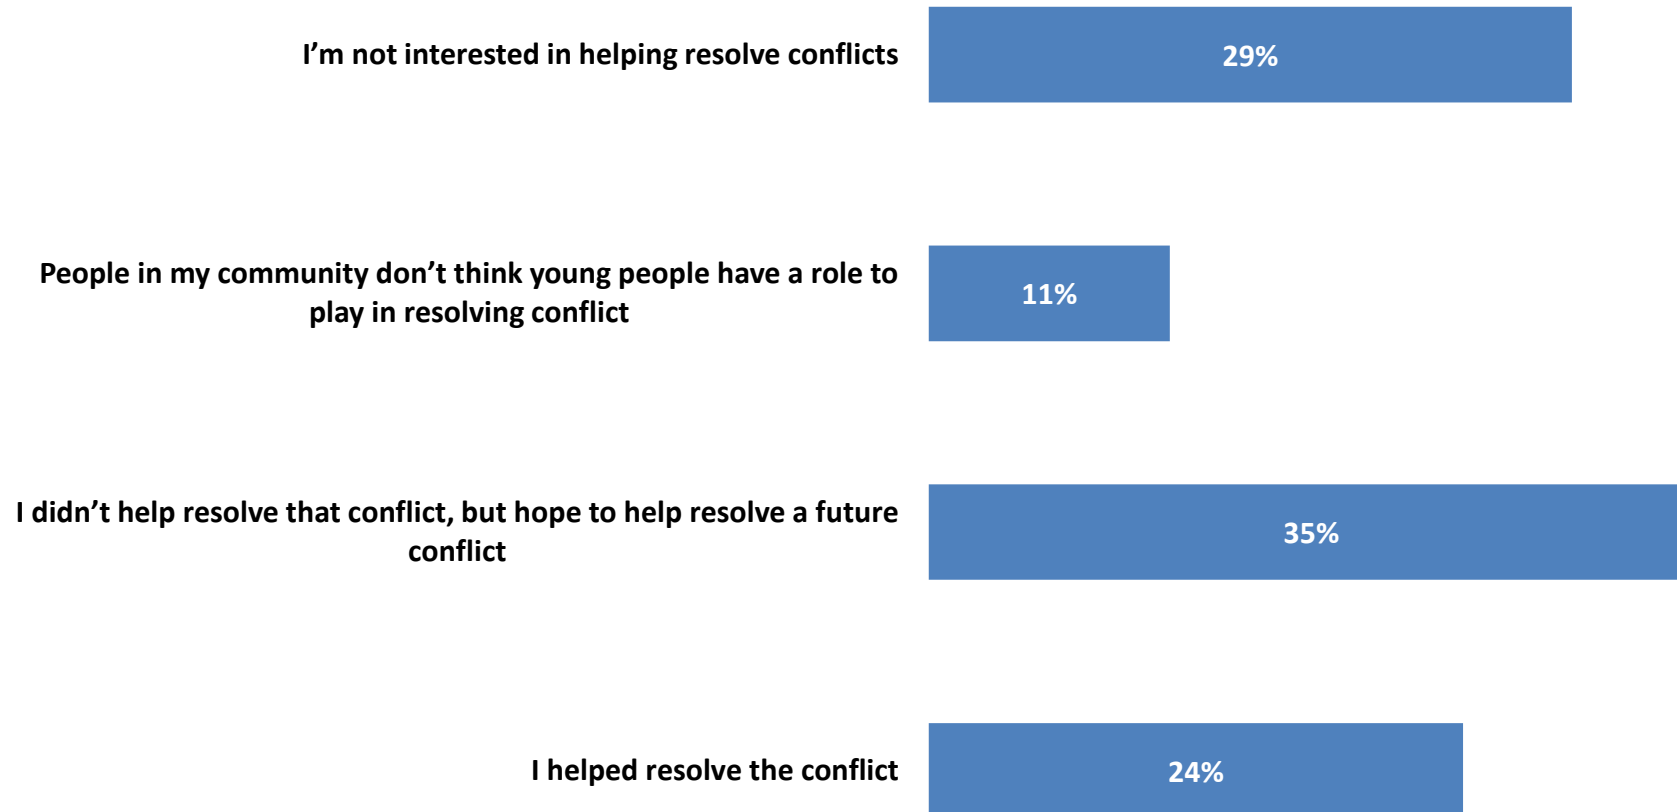 I’m not interested in helping resolve conflicts
29%
People in my community don’t think young people have a role to
play in resolving conflict
11%
I didn’t help resolve that conflict, but hope to help resolve a future
conflict
35%
I helped resolve the conflict
24%